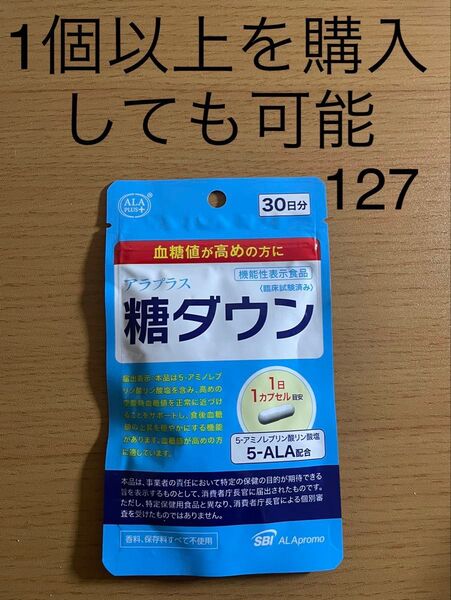 1個以上を購入
しても可能
127
ALA
PLUS+
30日分
血糖値が高めの方に
機能性表示食品
〈臨床試験済み〉
アラプラス
糖ダウン
届出表示:本品は5-アミノレブ
リン酸リン酸塩を含み、高めの
空腹時血糖値を正常に近づけ
ることをサポートし、食後血糖
値の上昇を穏やかにする機能
があります。血糖値が高めの方
に適しています。
1日
1カプセル目安
5-アミノレブリン酸リン酸塩
5-ALA配合
本品は、事業者の責任において特定の保健の目的が期待できる
旨を表示するものとして、消費者庁長官に届出されたものです。
ただし、特定保健用食品と異なり、消費者庁長官による個別審
査を受けたものではありません。
香料、保存料すべて不使用
SBI ALApromo